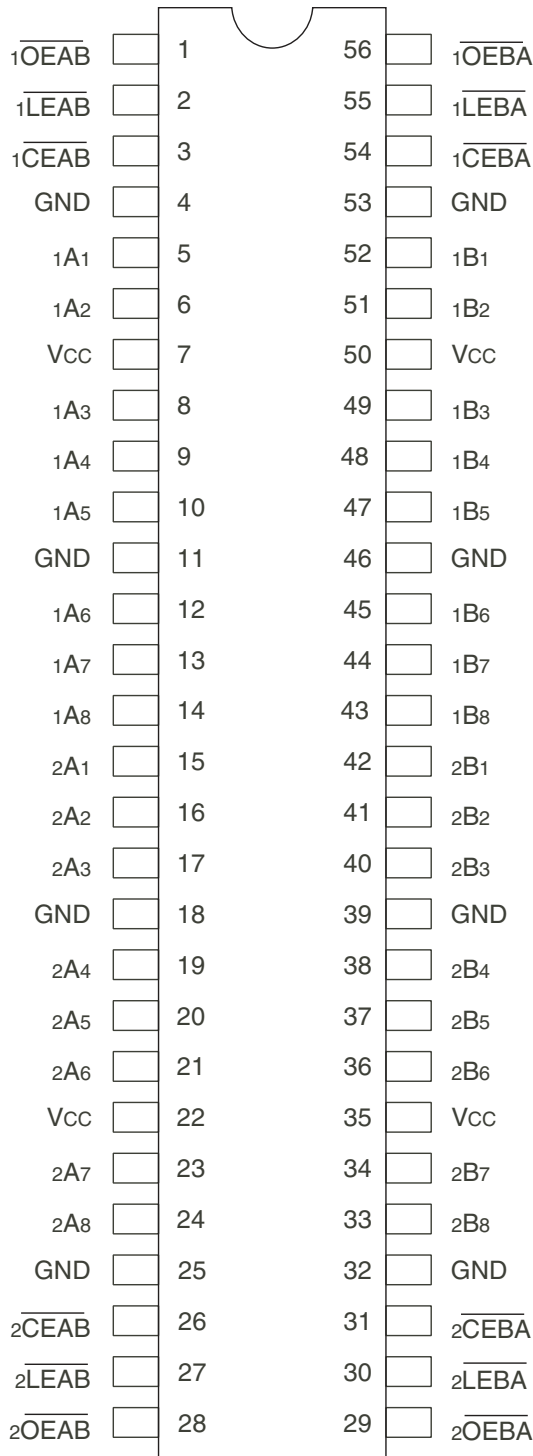 1OEAB 1 56 1OEBA
1LEAB 2 55 1LEBA
1CEAB 3 54 1CEBA
GND 4 53 GND
1A1 5 52 1B1
1A2 6 51 1B2
VCC 7 50 VCC
1A3 8 49 1B3
1A4 9 48 1B4
1A5 10 47 1B5
GND 11 46 GND
1A6 12 45 1B6
1A7 13 44 1B7
1A8 14 43 1B8
2A1 15 42 2B1
2A2 16 41 2B2
2A3 17 40 2B3
GND 18 39 GND
2A4 19 38 2B4
2A5 20 37 2B5
2A6 21 36 2B6
VCC 22 35 VCC
2A7 23 34 2B7
2A8 24 33 2B8
GND 25 32 GND
2CEAB 26 31 2CEBA
2LEAB 27 30 2LEBA
2OEAB 28 29 2OEBA